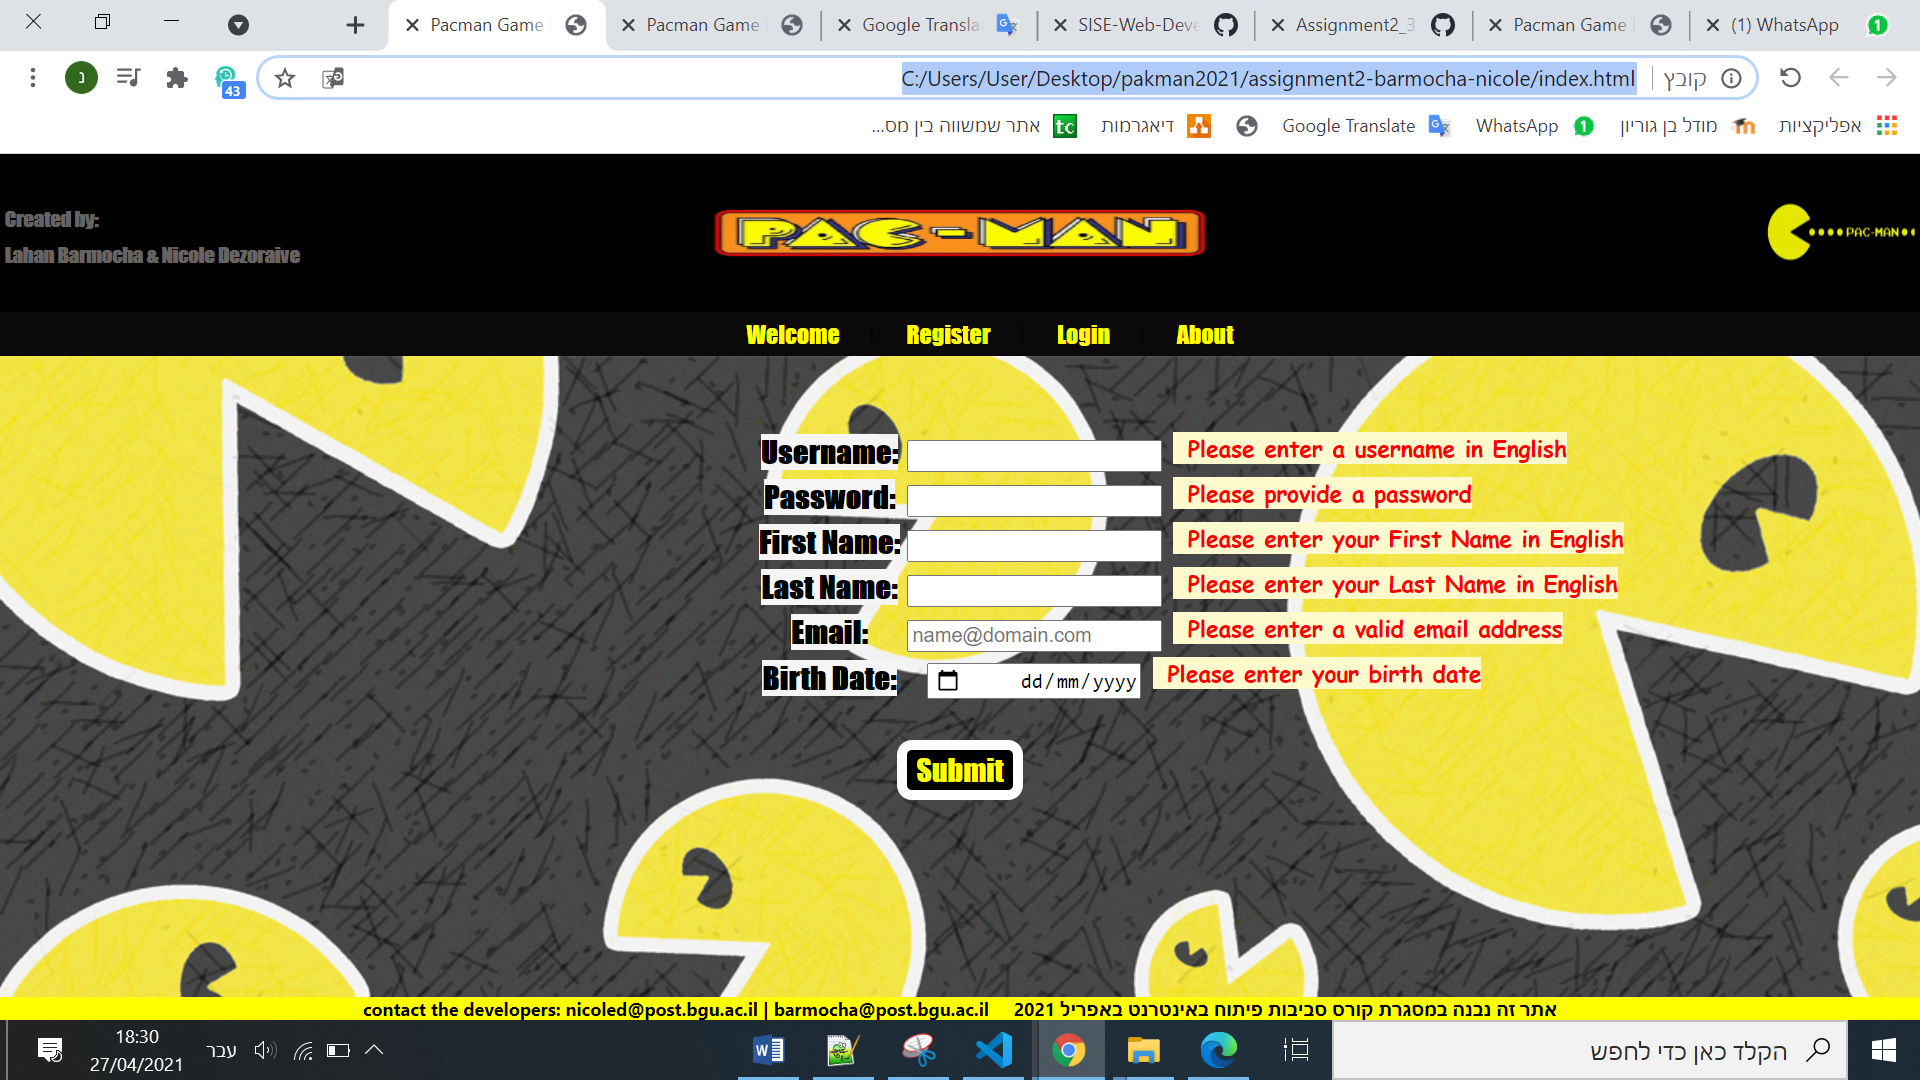 Pacman Game
Pacman Game
Google Transla
SISE-Web-Deve
Assignment2_3
Pacman Game
(1) WhatsApp
נ
43
C:/Users/User/Desktop/pakman2021/assignment2-barmocha-nicole/index.html
קובץ
אפליקציות
מודל בן גוריון
WhatsApp
Google Translate
דיאגרמות
tc
אתר שמשווה בין מס...
Created by:
Lahan Barmocha & Nicole Dezoraive
PAC-MAN
PAC-MAN
Welcome Register Login About
Username: Please enter a username in English
Password: Please provide a password
First Name: Please enter your First Name in English
Last Name: Please enter your Last Name in English
Email: name@domain.com Please enter a valid email address
Birth Date: dd/mm/yyyy Please enter your birth date
Submit
contact the developers: nicoled@post.bgu.ac.il | barmocha@post.bgu.ac.il אתר זה נבנה במסגרת קורס סביבות פיתוח באינטרנט באפריל 2021
18:30
27/04/2021
עבר
הקלד כאן כדי לחפש